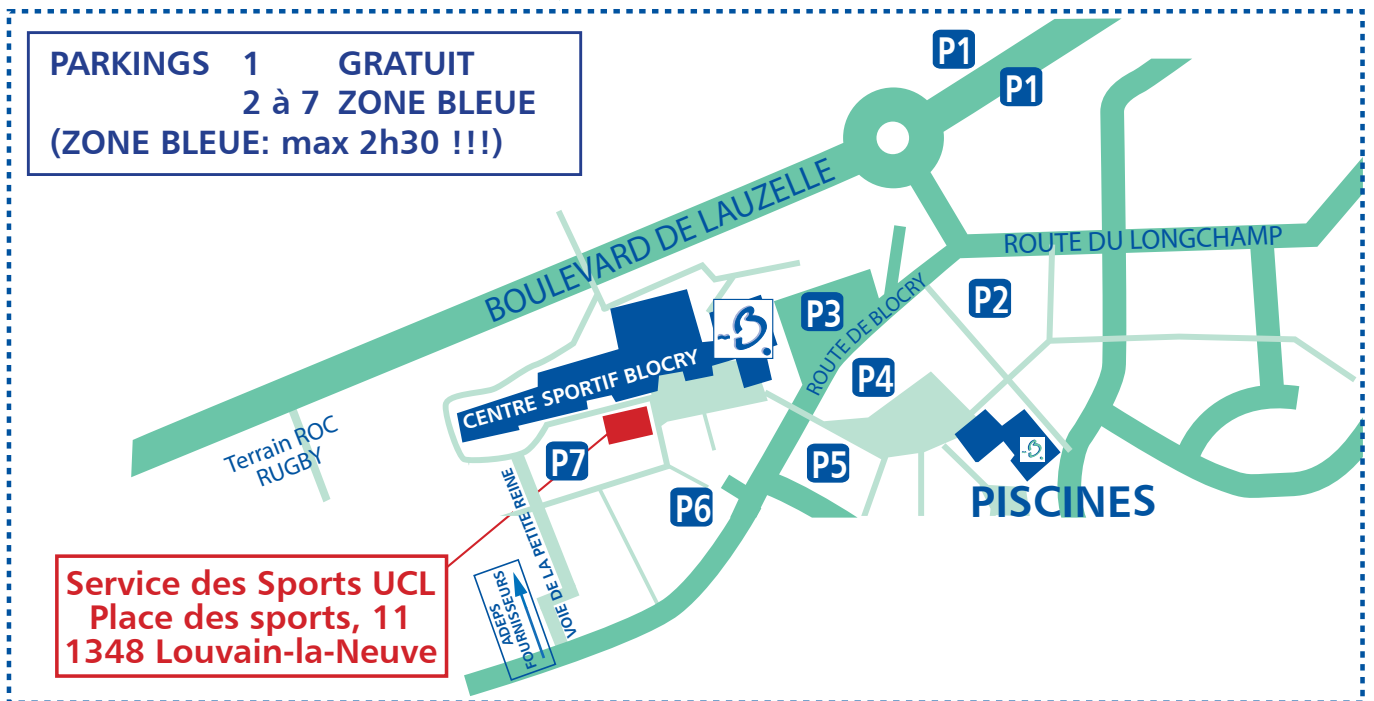 PARKINGS 1 GRATUIT
2 à 7 ZONE BLEUE
(ZONE BLEUE: max 2h30 !!!)
P1
P1
BOULEVARD DE LAUZELLE
ROUTE DU LONGCHAMP
P2
P3
ROUTE DE BLOCRY
B
P4
CENTRE SPORTIF BLOCRY
Terrain ROC
RUGBY
P7
P5
B
PISCINES
P6
VOIE DE LA PETITE REINE
ADEPS
FOURNISSEURS
Service des Sports UCL
Place des sports, 11
1348 Louvain-la-Neuve